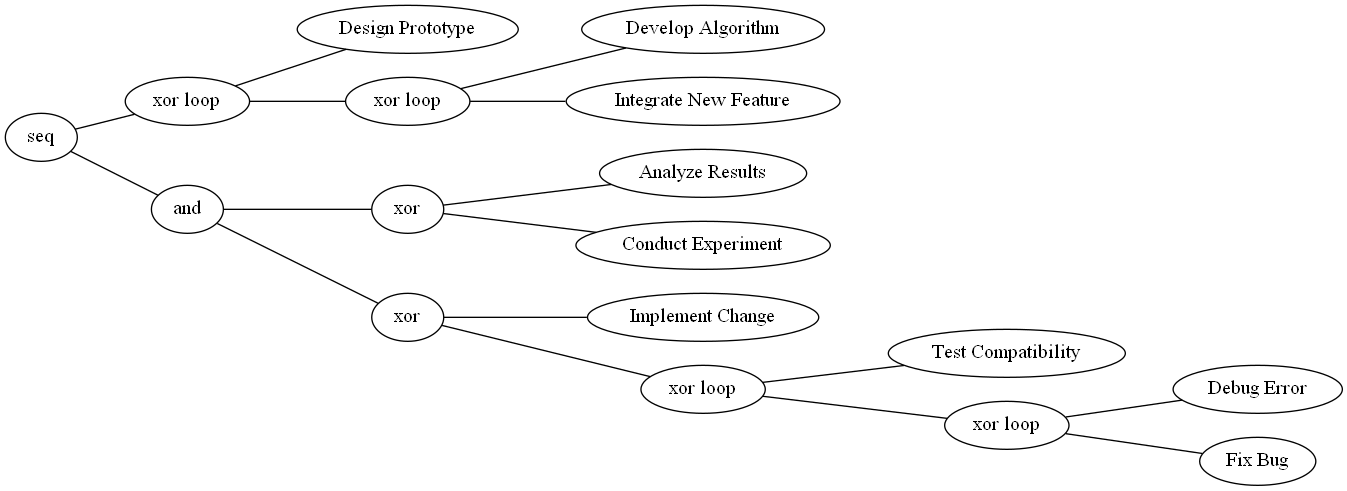 Design Prototype
Develop Algorithm
xor loop
xor loop
Integrate New Feature
seq
Analyze Results
and
xor
Conduct Experiment
xor
Implement Change
Test Compatibility
xor loop
Debug Error
xor loop
Fix Bug